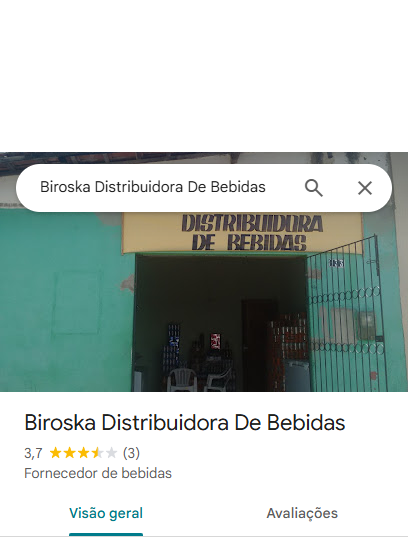 Biroska Distribuidora De Bebidas
DISTRIBUIDORA
DE BEBIDAS
123
Biroska Distribuidora De Bebidas
3,7 (3)
Fornecedor de bebidas
Visão geral Avaliações